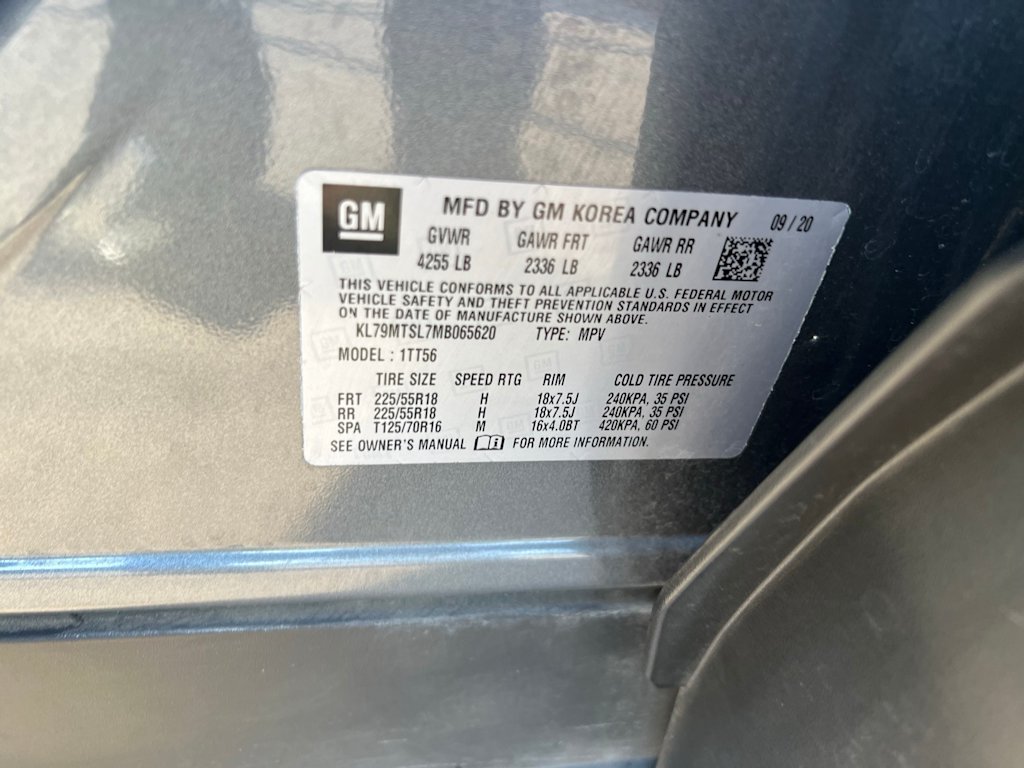 GM MFD BY GM KOREA COMPANY 09/20
GVWR GAWR FRT GAWR RR
4255 LB 2336 LB 2336 LB
THIS VEHICLE CONFORMS TO ALL APPLICABLE U.S. FEDERAL MOTOR
VEHICLE SAFETY AND THEFT PREVENTION STANDARDS IN EFFECT
ON THE DATE OF MANUFACTURE SHOWN ABOVE.
KL79MTSL7MB065620 TYPE: MPV
MODEL : 1TT56
TIRE SIZE SPEED RTG RIM COLD TIRE PRESSURE
FRT 225/55R18 H 18x7.5J 240KPA, 35 PSI
RR 225/55R18 H 18x7.5J 240KPA, 35 PSI
SPA T125/70R16 M 16x4.0BT 420KPA, 60 PSI
SEE OWNER'S MANUAL FOR MORE INFORMATION.